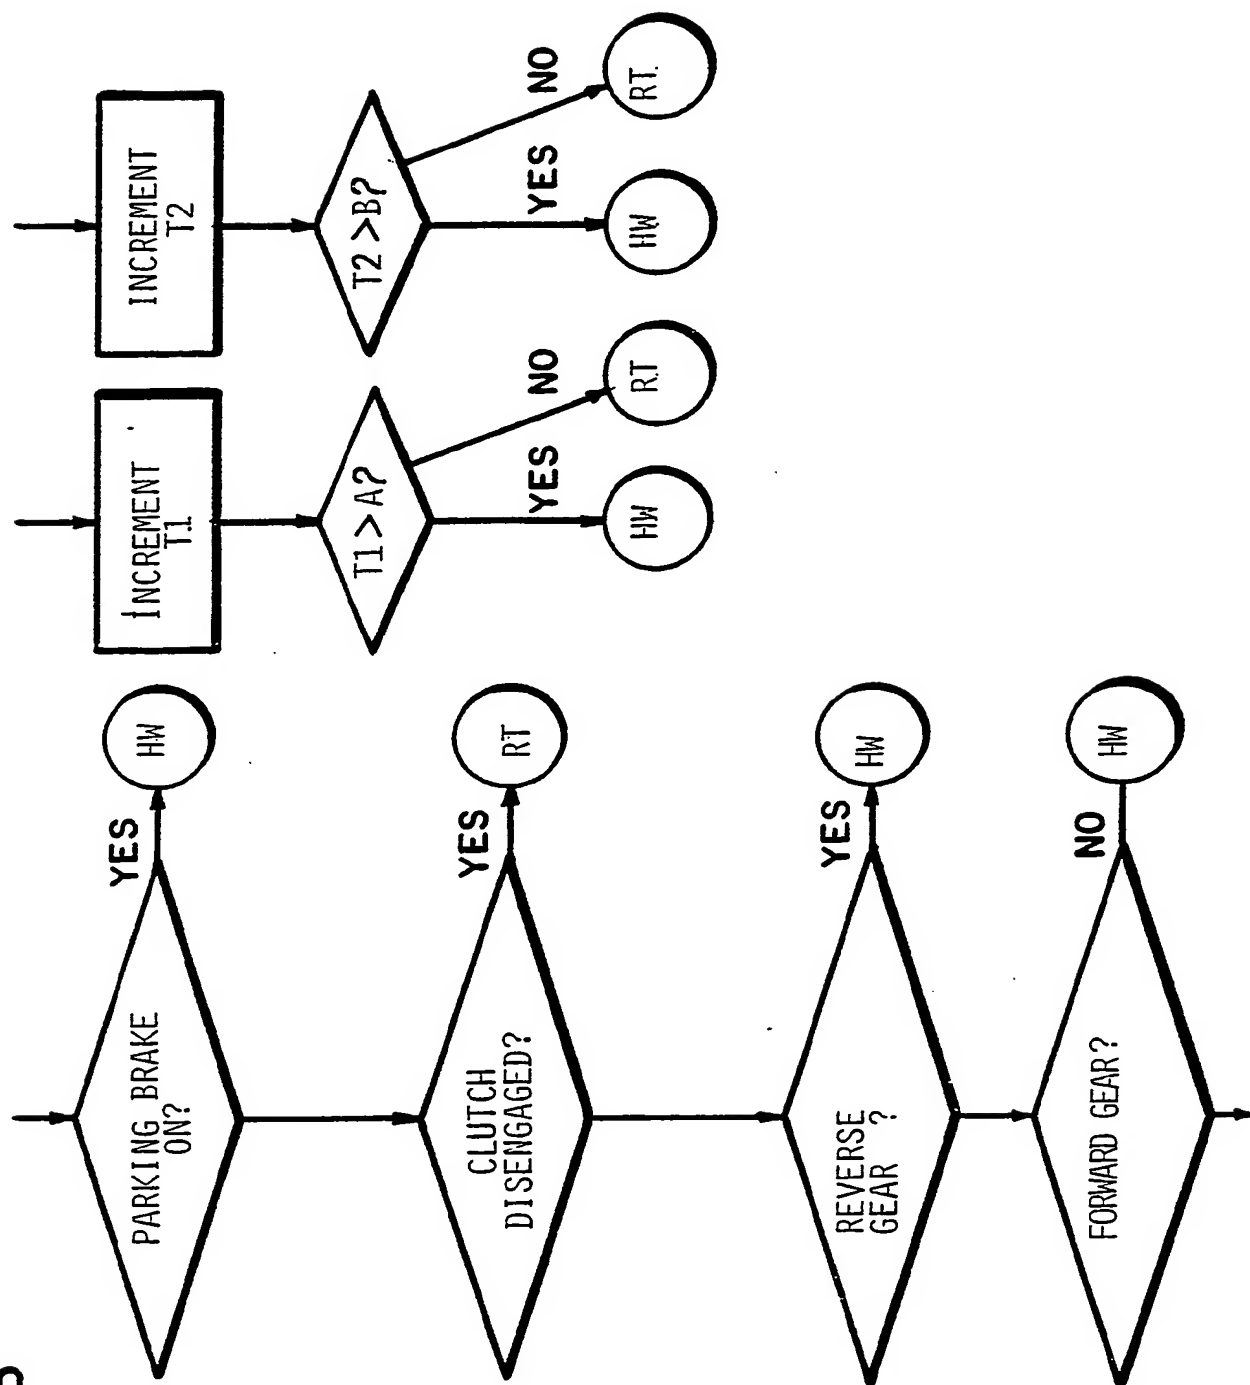 PARKING BRAKE
ON?
YES
HW
CLUTCH
DISENGAGED?
YES
RT
REVERSE
GEAR ?
YES
HW
FORWARD GEAR?
NO
HW
INCREMENT
T1
T1 > A?
YES
HW
NO
RT
INCREMENT
T2
T2 > B?
YES
HW
NO
RT.